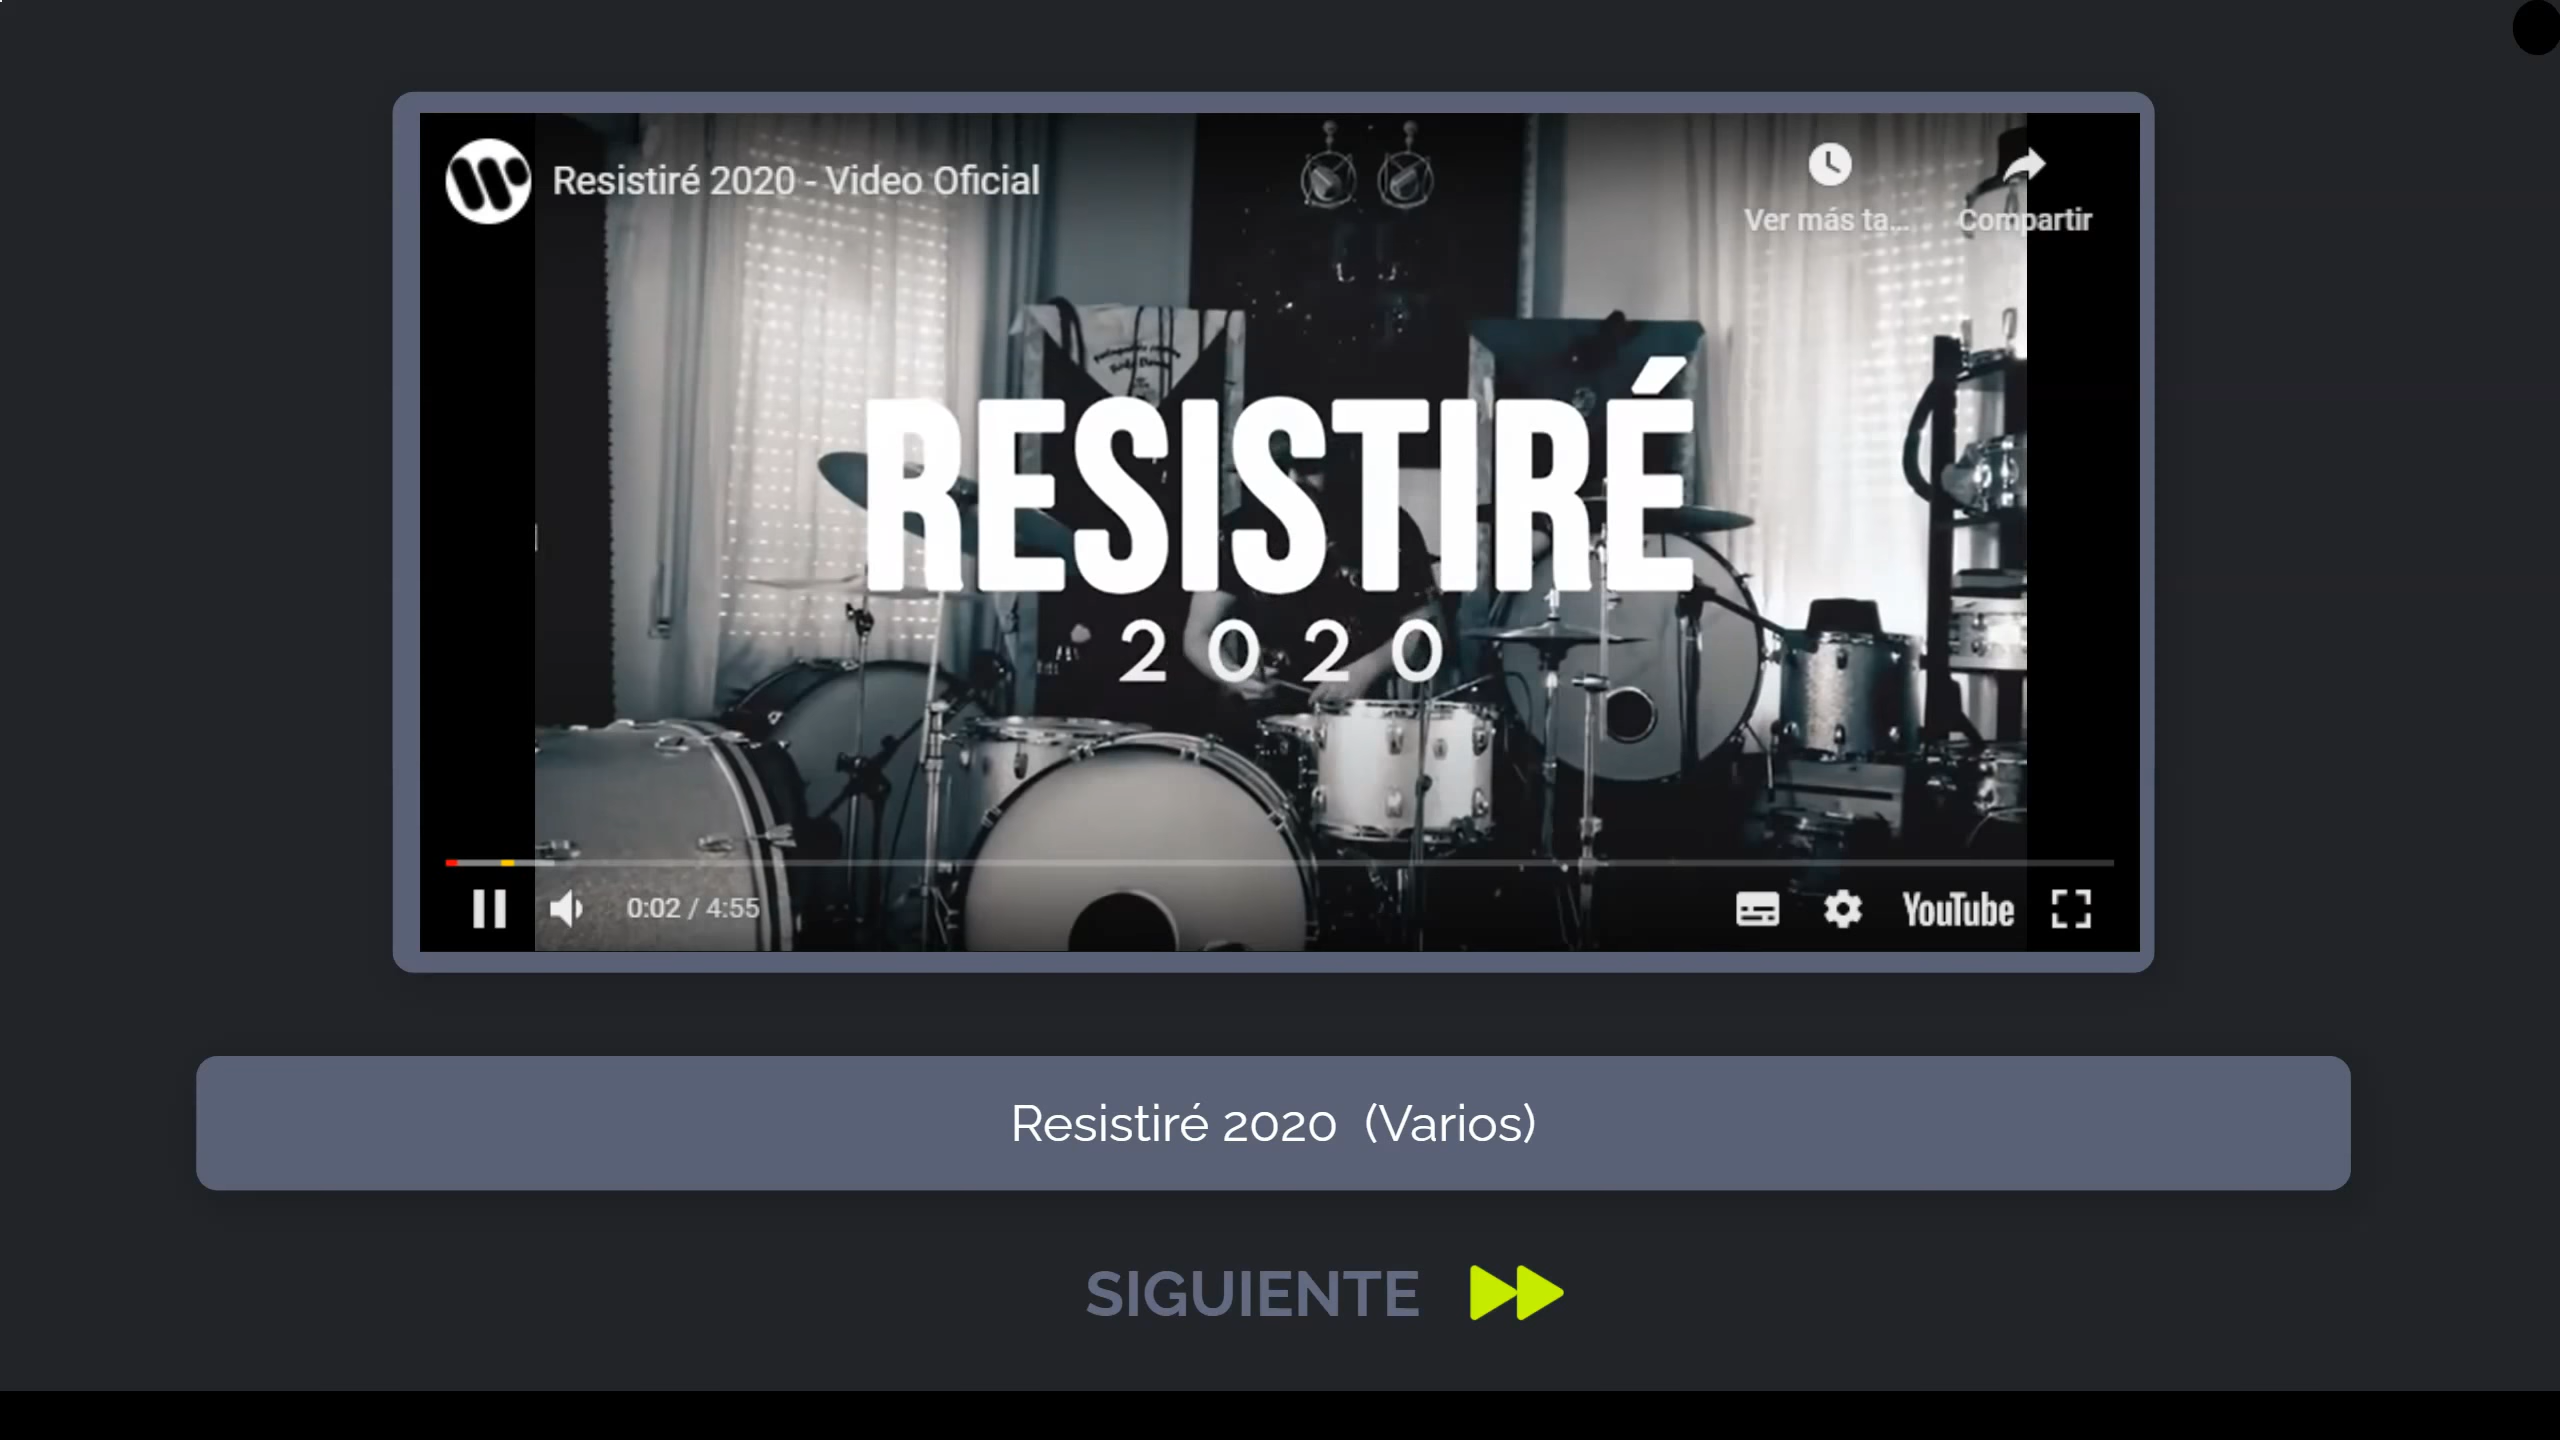 Resistiré 2020 - Video Oficial
Ver más ta...
Compartir
RESISTIRÉ
2020
0:02 / 4:55
YouTube
Resistiré 2020 (Varios)
SIGUIENTE